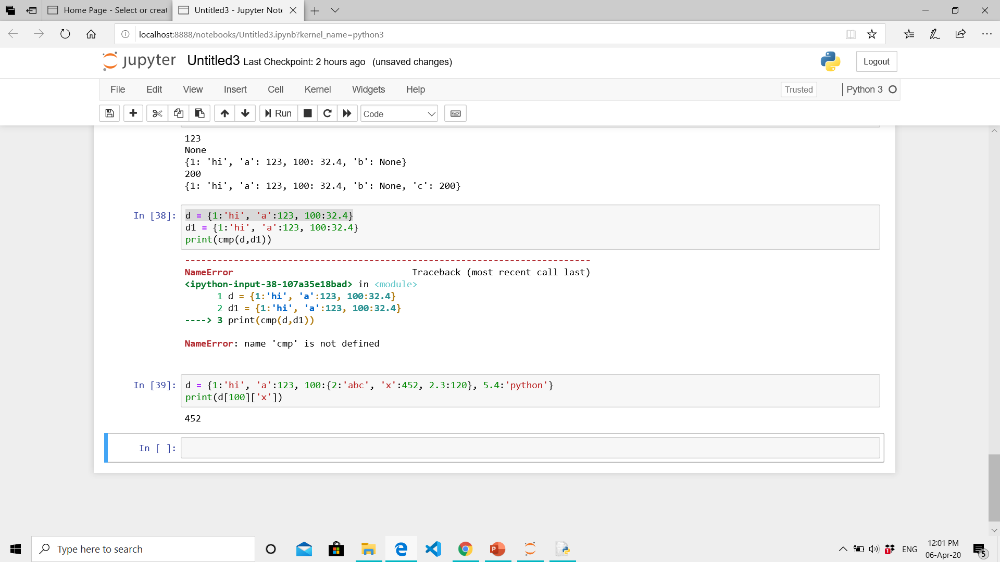 Home Page - Select or creat
Untitled3 - Jupyter Note
localhost:8888/notebooks/Untitled3.ipynb?kernel_name=python3
jupyter Untitled3 Last Checkpoint: 2 hours ago (unsaved changes)
Logout
File Edit View Insert Cell Kernel Widgets Help
Trusted
Python 3
Run
Code
123
None
{1: 'hi', 'a': 123, 100: 32.4, 'b': None}
200
{1: 'hi', 'a': 123, 100: 32.4, 'b': None, 'c': 200}
In [38]: d = {1:'hi', 'a':123, 100:32.4}
d1 = {1:'hi', 'a':123, 100:32.4}
print(cmp(d,d1))
---------------------------------------------------------------------------
NameError Traceback (most recent call last)
<ipython-input-38-107a35e18bad> in <module>
1 d = {1:'hi', 'a':123, 100:32.4}
2 d1 = {1:'hi', 'a':123, 100:32.4}
----> 3 print(cmp(d,d1))
NameError: name 'cmp' is not defined
In [39]: d = {1:'hi', 'a':123, 100:{2:'abc', 'x':452, 2.3:120}, 5.4:'python'}
print(d[100]['x'])
452
In [ ]:
Type here to search
P
1
ENG
12:01 PM
06-Apr-20
5